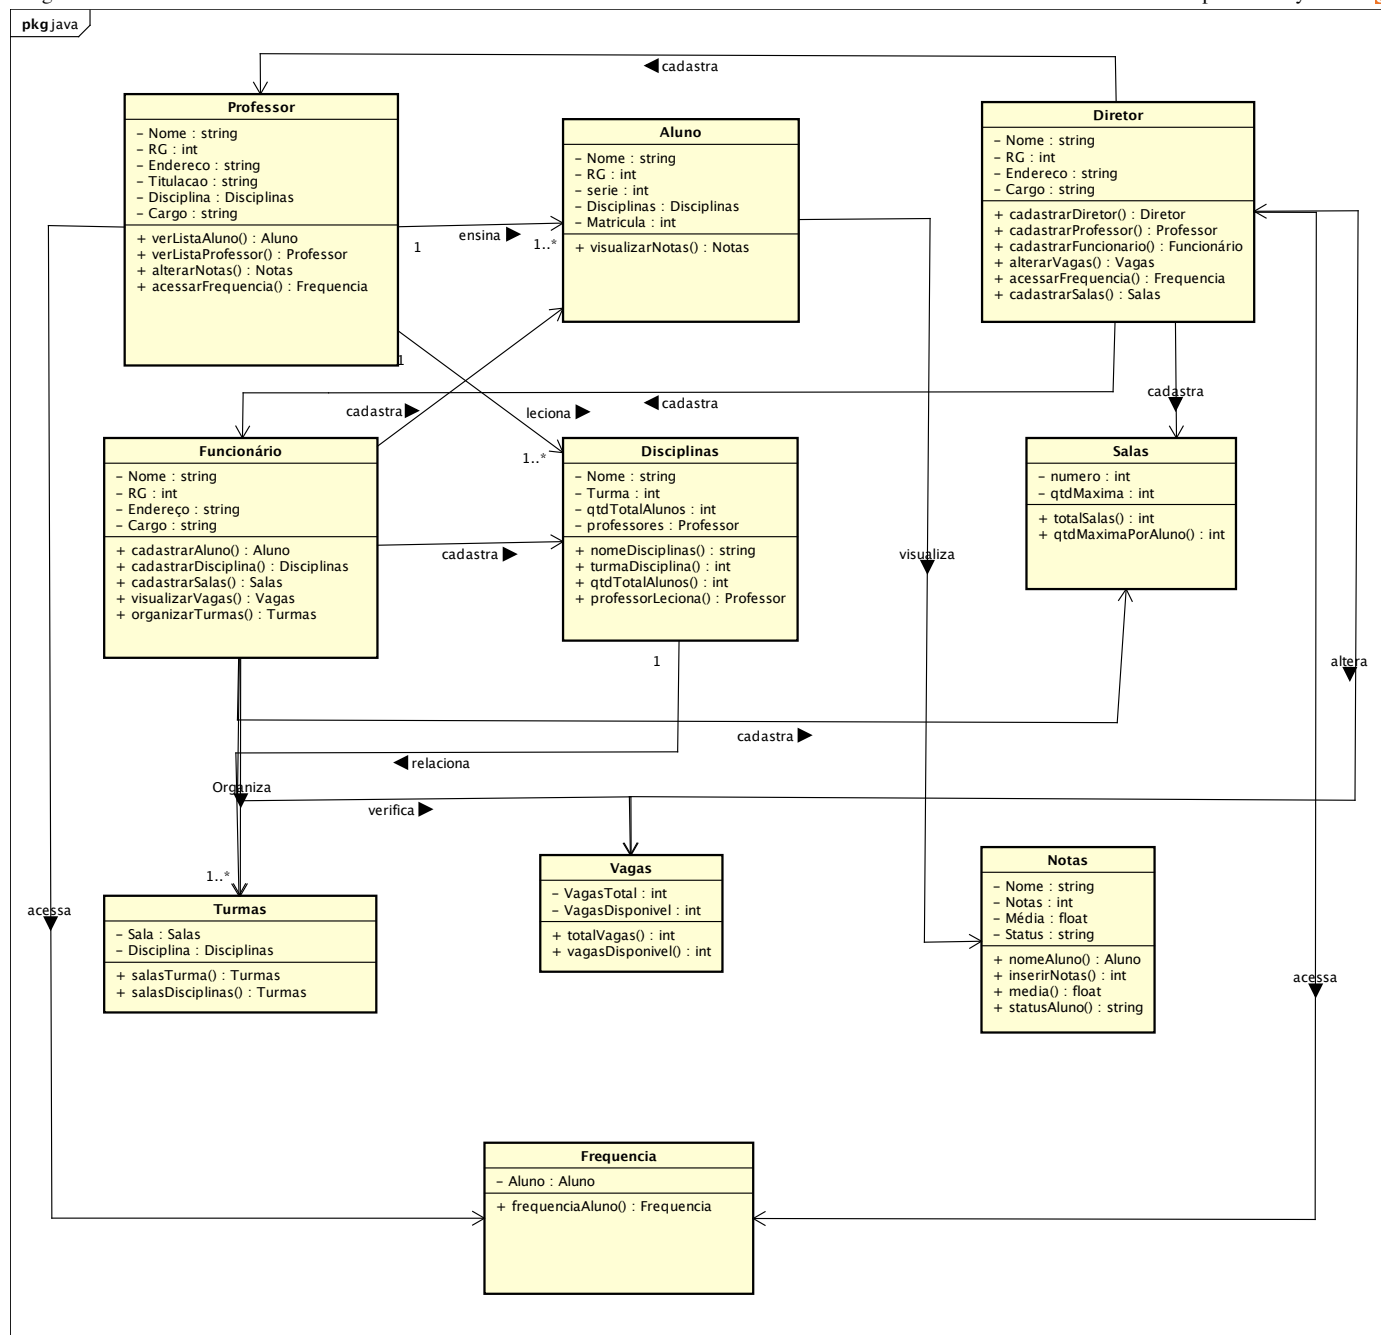 pkg java
cadastra
Professor
– Nome : string
– RG : int
– Endereco : string
– Titulacao : string
– Disciplina : Disciplinas
– Cargo : string
+ verListaAluno() : Aluno
+ verListaProfessor() : Professor
+ alterarNotas() : Notas
+ acessarFrequencia() : Frequencia
Aluno
– Nome : string
– RG : int
– serie : int
– Disciplinas : Disciplinas
– Matricula : int
+ visualizarNotas() : Notas
Diretor
– Nome : string
– RG : int
– Endereco : string
– Cargo : string
+ cadastrarDiretor() : Diretor
+ cadastrarProfessor() : Professor
+ cadastrarFuncionario() : Funcionário
+ alterarVagas() : Vagas
+ acessarFrequencia() : Frequencia
+ cadastrarSalas() : Salas
ensina
1
1..*
1
cadastra
leciona
1..*
cadastra
cadastra
Funcionário
– Nome : string
– RG : int
– Endereço : string
– Cargo : string
+ cadastrarAluno() : Aluno
+ cadastrarDisciplina() : Disciplinas
+ cadastrarSalas() : Salas
+ visualizarVagas() : Vagas
+ organizarTurmas() : Turmas
cadastra
Disciplinas
– Nome : string
– Turma : int
– qtdTotalAlunos : int
– professores : Professor
+ nomeDisciplinas() : string
+ turmaDisciplina() : int
+ qtdTotalAlunos() : int
+ professorLeciona() : Professor
Salas
– numero : int
– qtdMaxima : int
+ totalSalas() : int
+ qtdMaximaPorAluno() : int
visualiza
1
altera
cadastra
relaciona
Organiza
verifica
1..*
acessa
Turmas
– Sala : Salas
– Disciplina : Disciplinas
+ salasTurma() : Turmas
+ salasDisciplinas() : Turmas
Vagas
– VagasTotal : int
– VagasDisponivel : int
+ totalVagas() : int
+ vagasDisponivel() : int
Notas
– Nome : string
– Notas : int
– Média : float
– Status : string
+ nomeAluno() : Aluno
+ inserirNotas() : int
+ media() : float
+ statusAluno() : string
acessa
Frequencia
– Aluno : Aluno
+ frequenciaAluno() : Frequencia